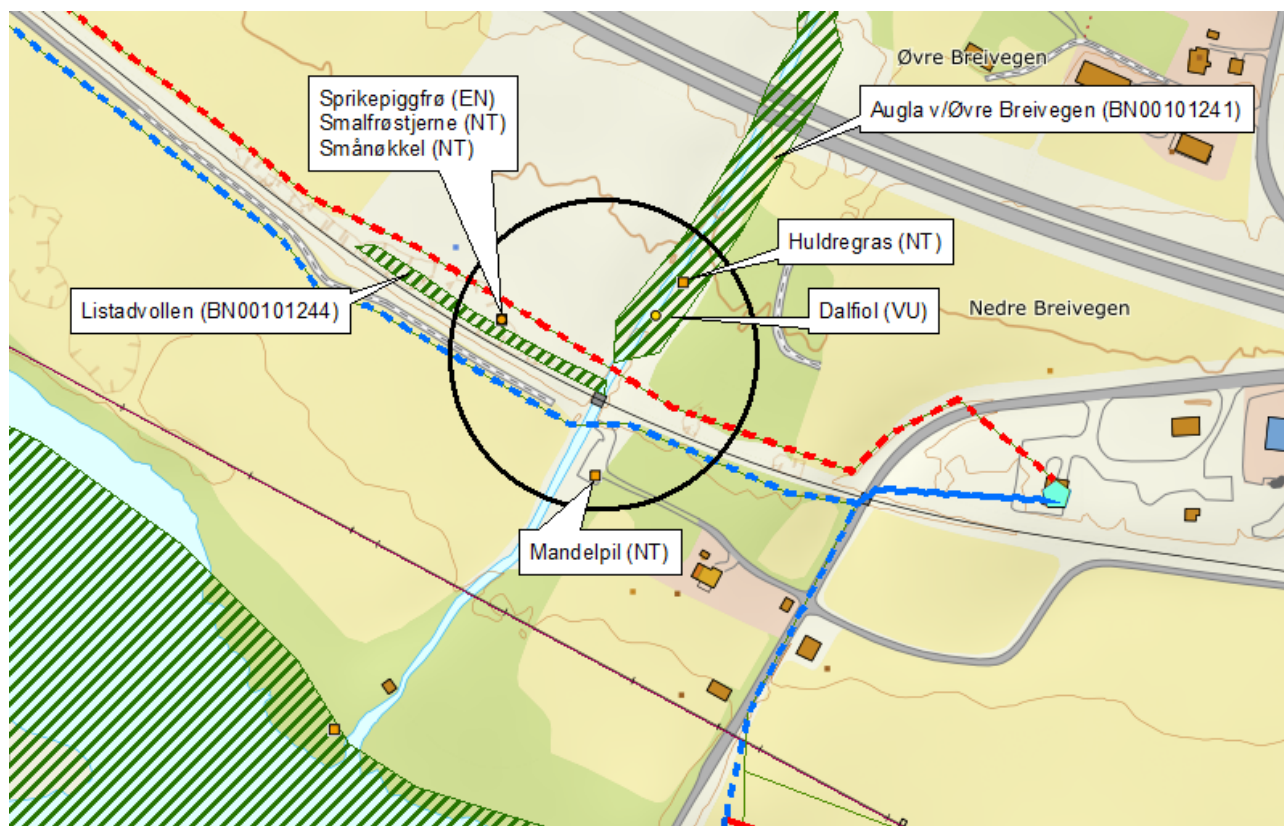 Øvre Breivegen
Sprikepiggfrø (EN)
Smalfrøstjerne (NT)
Smånøkkel (NT)
Augla v/Øvre Breivegen (BN00101241)
Huldregras (NT)
Listadvollen (BN00101244)
Dalfiol (VU)
Nedre Breivegen
Mandelpil (NT)